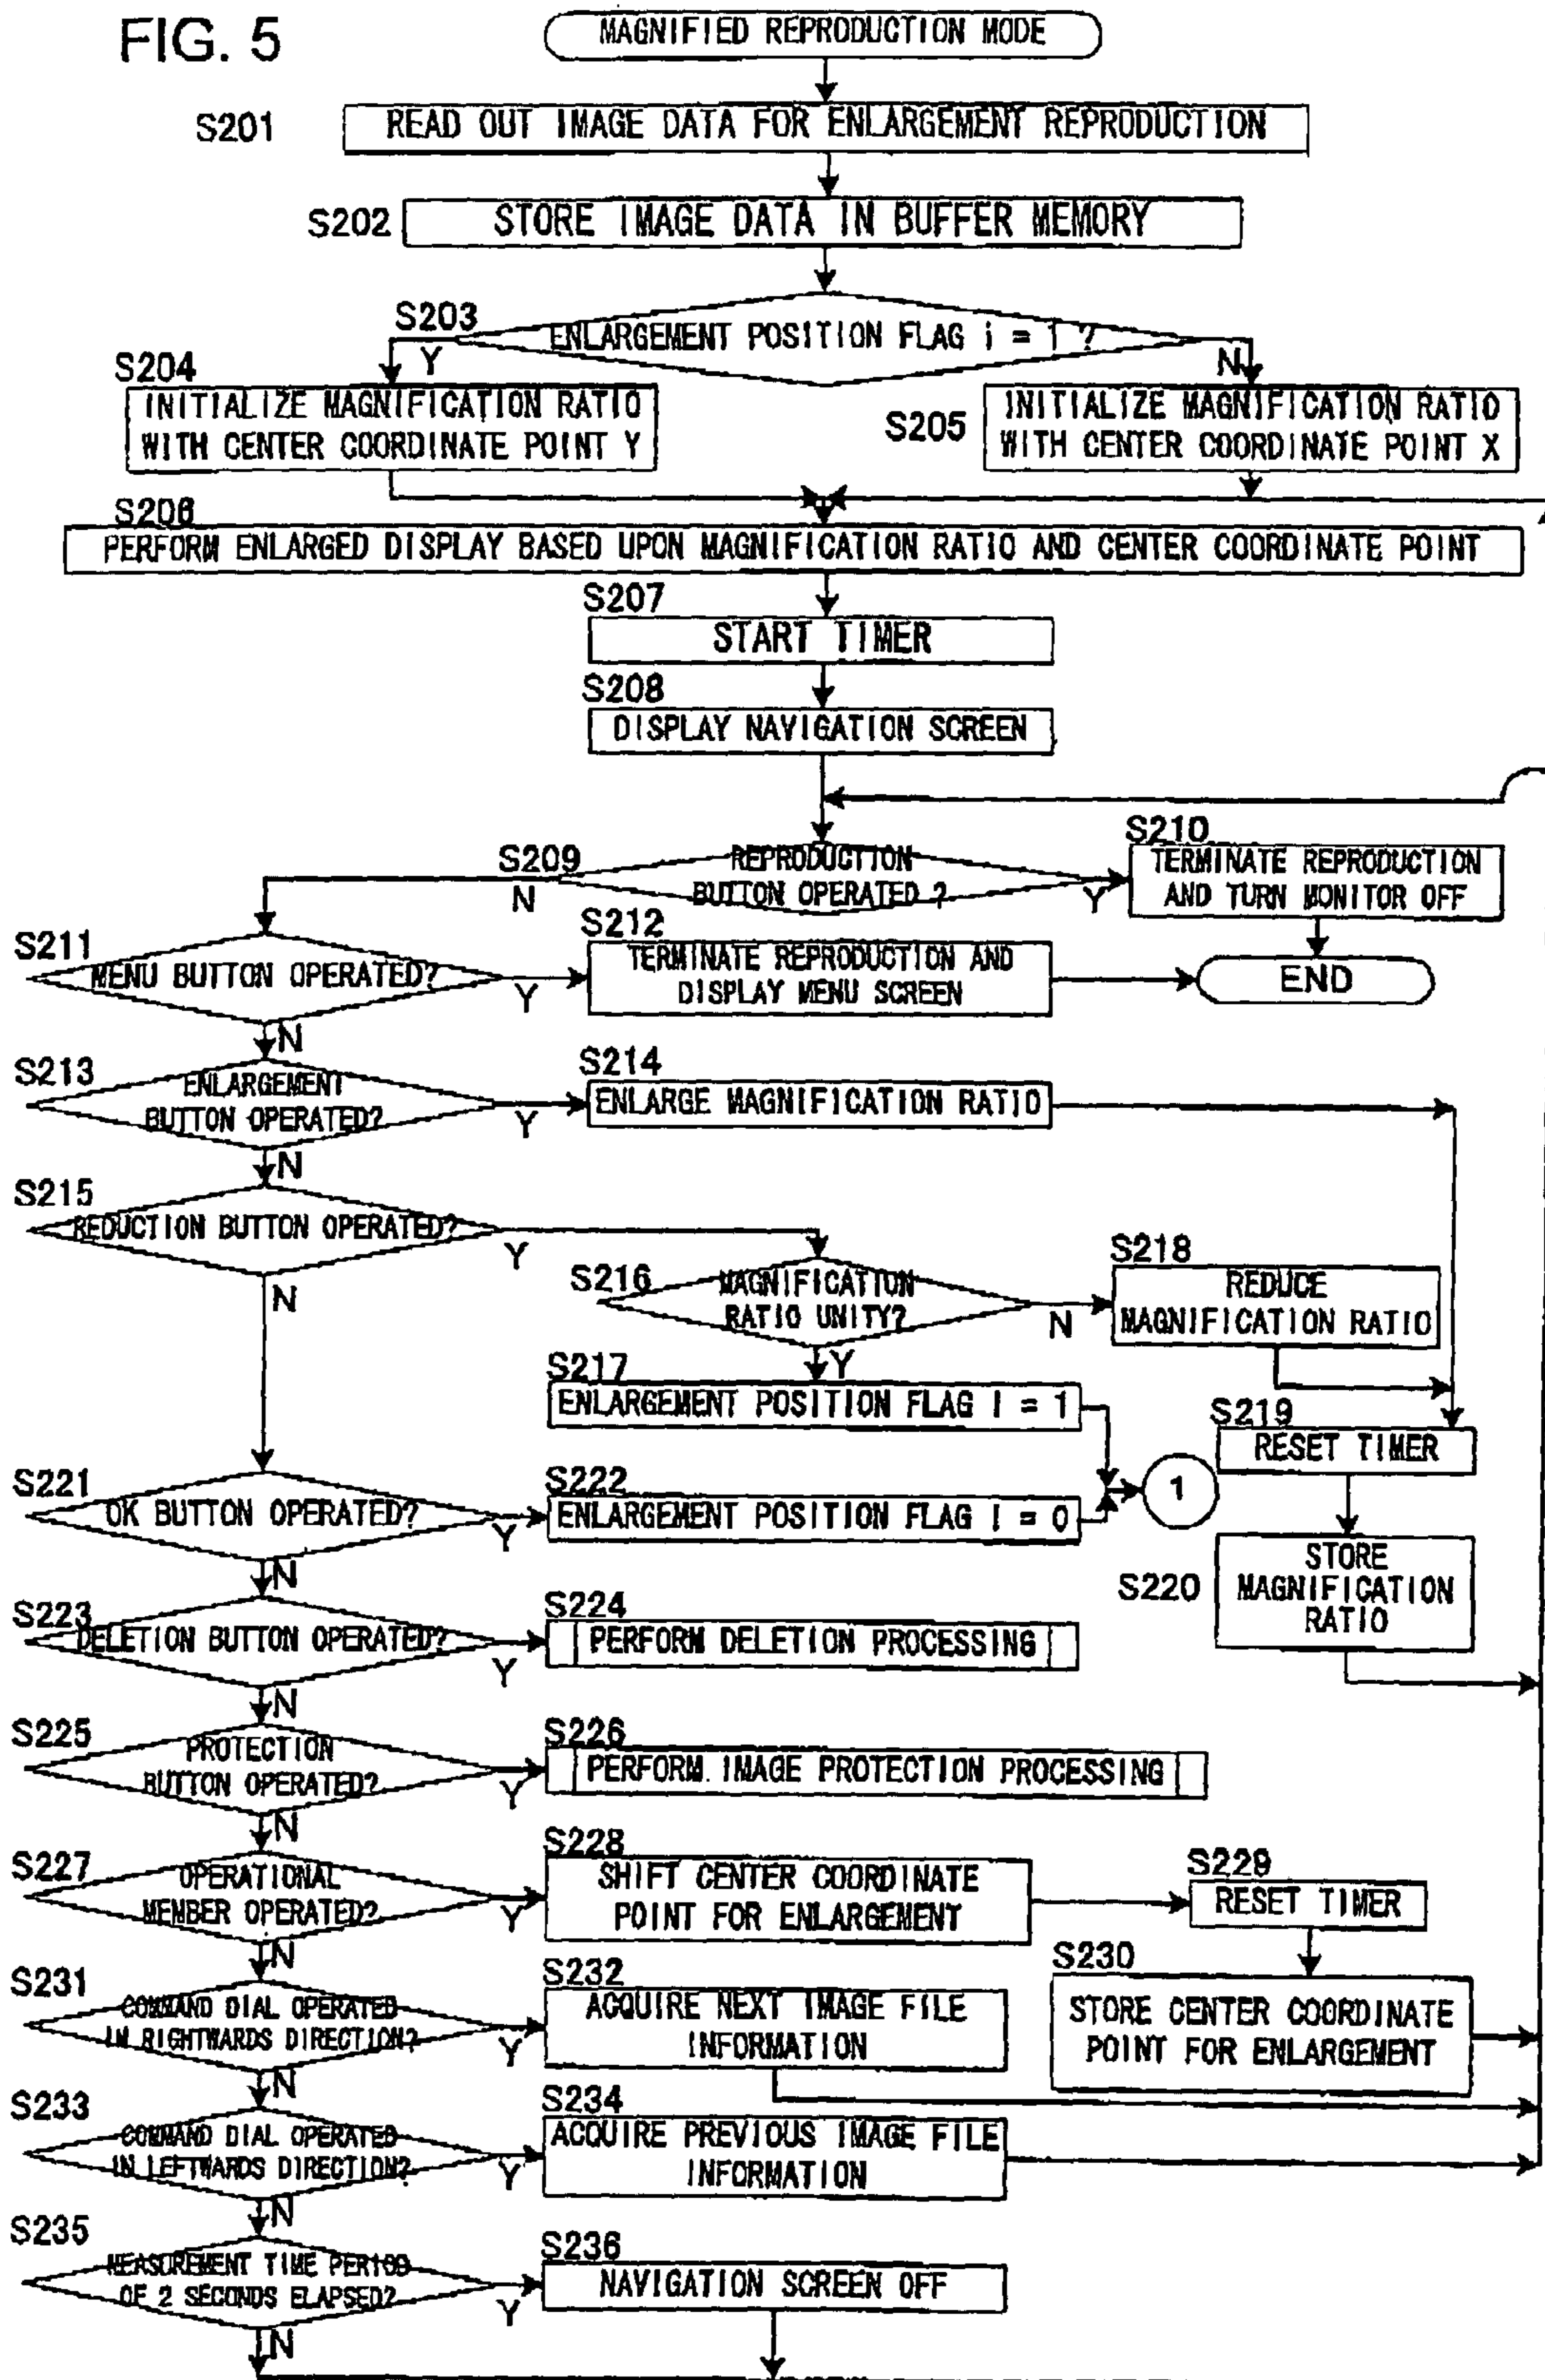 FIG. 5
MAGNIFIED REPRODUCTION MODE
S201
READ OUT IMAGE DATA FOR ENLARGEMENT REPRODUCTION
S202
STORE IMAGE DATA IN BUFFER MEMORY
S203
ENLARGEMENT POSITION FLAG i = 1 ?
Y
N
S204
INITIALIZE MAGNIFICATION RATIO
WITH CENTER COORDINATE POINT Y
S205
INITIALIZE MAGNIFICATION RATIO
WITH CENTER COORDINATE POINT X
S206
PERFORM ENLARGED DISPLAY BASED UPON MAGNIFICATION RATIO AND CENTER COORDINATE POINT
S207
START TIMER
S208
DISPLAY NAVIGATION SCREEN
S209
REPRODUCTION
BUTTON OPERATED ?
N
Y
S210
TERMINATE REPRODUCTION
AND TURN MONITOR OFF
S211
MENU BUTTON OPERATED?
Y
N
S212
TERMINATE REPRODUCTION AND
DISPLAY MENU SCREEN
END
S213
ENLARGEMENT
BUTTON OPERATED?
Y
N
S214
ENLARGE MAGNIFICATION RATIO
S215
REDUCTION BUTTON OPERATED?
Y
N
S216
MAGNIFICATION
RATIO UNITY?
N
Y
S218
REDUCE
MAGNIFICATION RATIO
S217
ENLARGEMENT POSITION FLAG I = 1
S219
RESET TIMER
1
S221
OK BUTTON OPERATED?
Y
N
S222
ENLARGEMENT POSITION FLAG I = 0
S220
STORE
MAGNIFICATION
RATIO
S223
DELETION BUTTON OPERATED?
Y
N
S224
PERFORM DELETION PROCESSING
S225
PROTECTION
BUTTON OPERATED?
Y
N
S226
PERFORM IMAGE PROTECTION PROCESSING
S227
OPERATIONAL
MEMBER OPERATED?
Y
N
S228
SHIFT CENTER COORDINATE
POINT FOR ENLARGEMENT
S229
RESET TIMER
S230
STORE CENTER COORDINATE
POINT FOR ENLARGEMENT
S231
COMMAND DIAL OPERATED
IN RIGHTWARDS DIRECTION?
Y
N
S232
ACQUIRE NEXT IMAGE FILE
INFORMATION
S233
COMMAND DIAL OPERATED
IN LEFTWARDS DIRECTION?
Y
N
S234
ACQUIRE PREVIOUS IMAGE FILE
INFORMATION
S235
MEASUREMENT TIME PERIOD
OF 2 SECONDS ELAPSED?
Y
N
S236
NAVIGATION SCREEN OFF